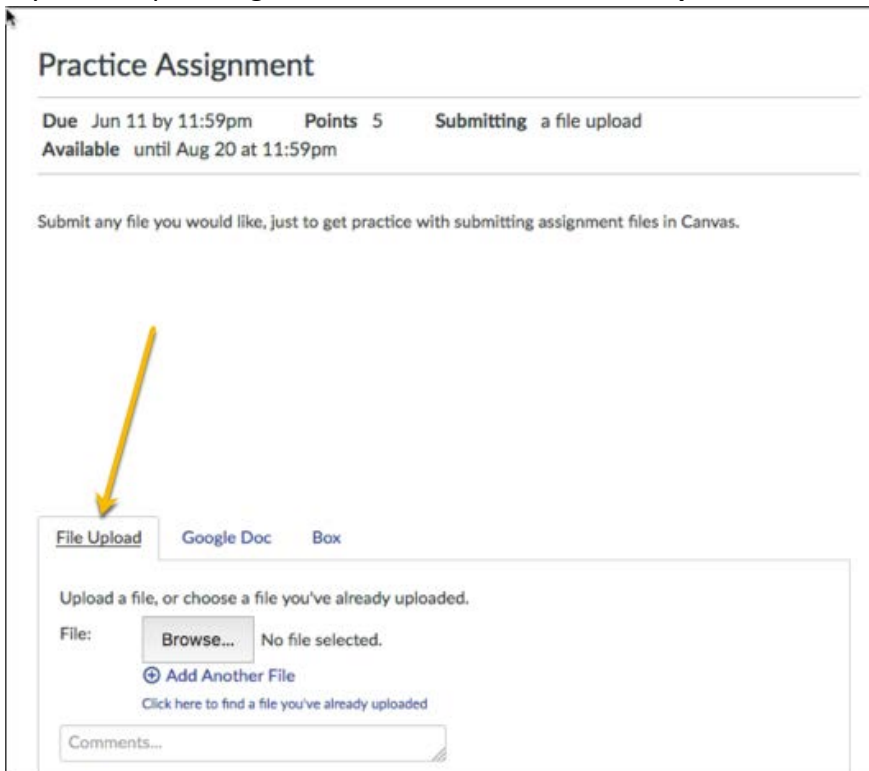 Practice Assignment
Due Jun 11 by 11:59pm Points 5 Submitting a file upload
Available until Aug 20 at 11:59pm
Submit any file you would like, just to get practice with submitting assignment files in Canvas.
File Upload Google Doc Box
Upload a file, or choose a file you've already uploaded.
File: Browse... No file selected.
Add Another File
Click here to find a file you've already uploaded
Comments...